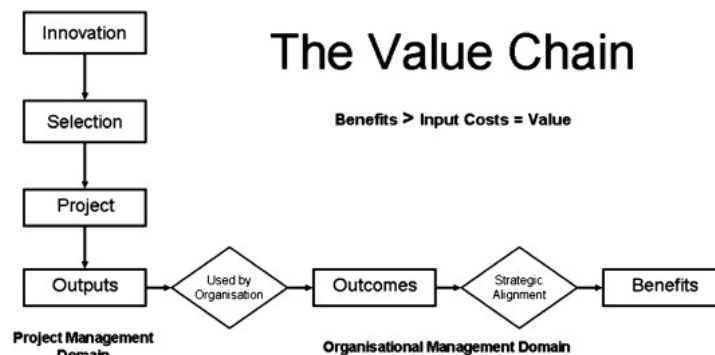 Innovation
The Value Chain
Benefits > Input Costs = Value
Selection
Project
Outputs
Used by
Organisation
Outcomes
Strategic
Alignment
Benefits
Project Management
Domain
Organisational Management Domain